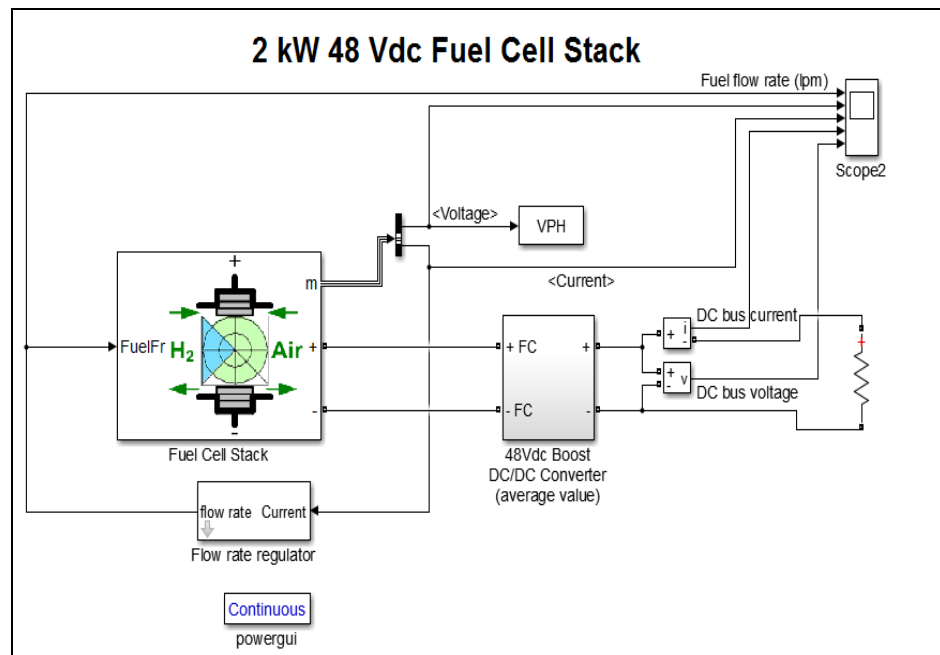 2 kW 48 Vdc Fuel Cell Stack
Fuel flow rate (lpm)
Scope2
<Voltage>
VPH
<Current>
+
m
FuelFr
H2
Air
+
-
-
Fuel Cell Stack
+ FC
+
- FC
-
48Vdc Boost
DC/DC Converter
(average value)
DC bus current
+ i
-
+
- v
DC bus voltage
+
flow rate Current
Flow rate regulator
Continuous
powergui